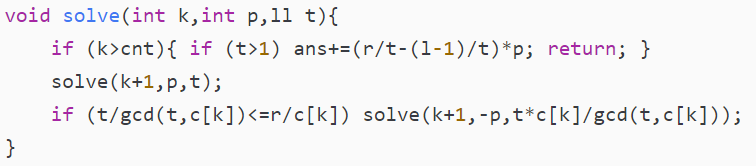 void solve(int k,int p,ll t){
    if (k>cnt){ if (t>1) ans+=(r/t-(l-1)/t)*p; return; }
    solve(k+1,p,t);
    if (t/gcd(t,c[k])<=r/c[k]) solve(k+1,-p,t*c[k]/gcd(t,c[k]));
}